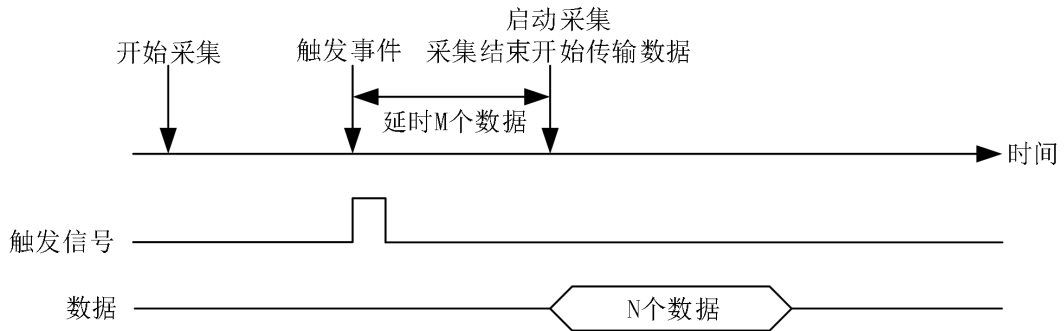 启动采集
开始采集
触发事件
采集结束开始传输数据
延时M个数据
时间
触发信号
数据
N个数据